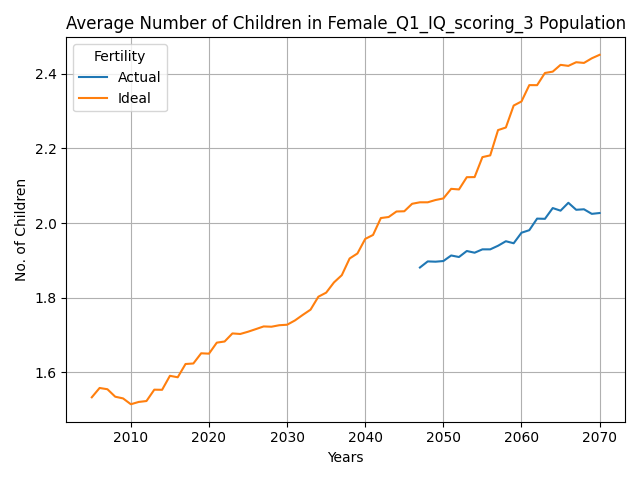 Average Number of Children in Female_Q1_IQ_scoring_3 Population
Fertility
Actual
Ideal
No. of Children
2.4
2.2
2.0
1.8
1.6
2010 2020 2030 2040 2050 2060 2070
Years